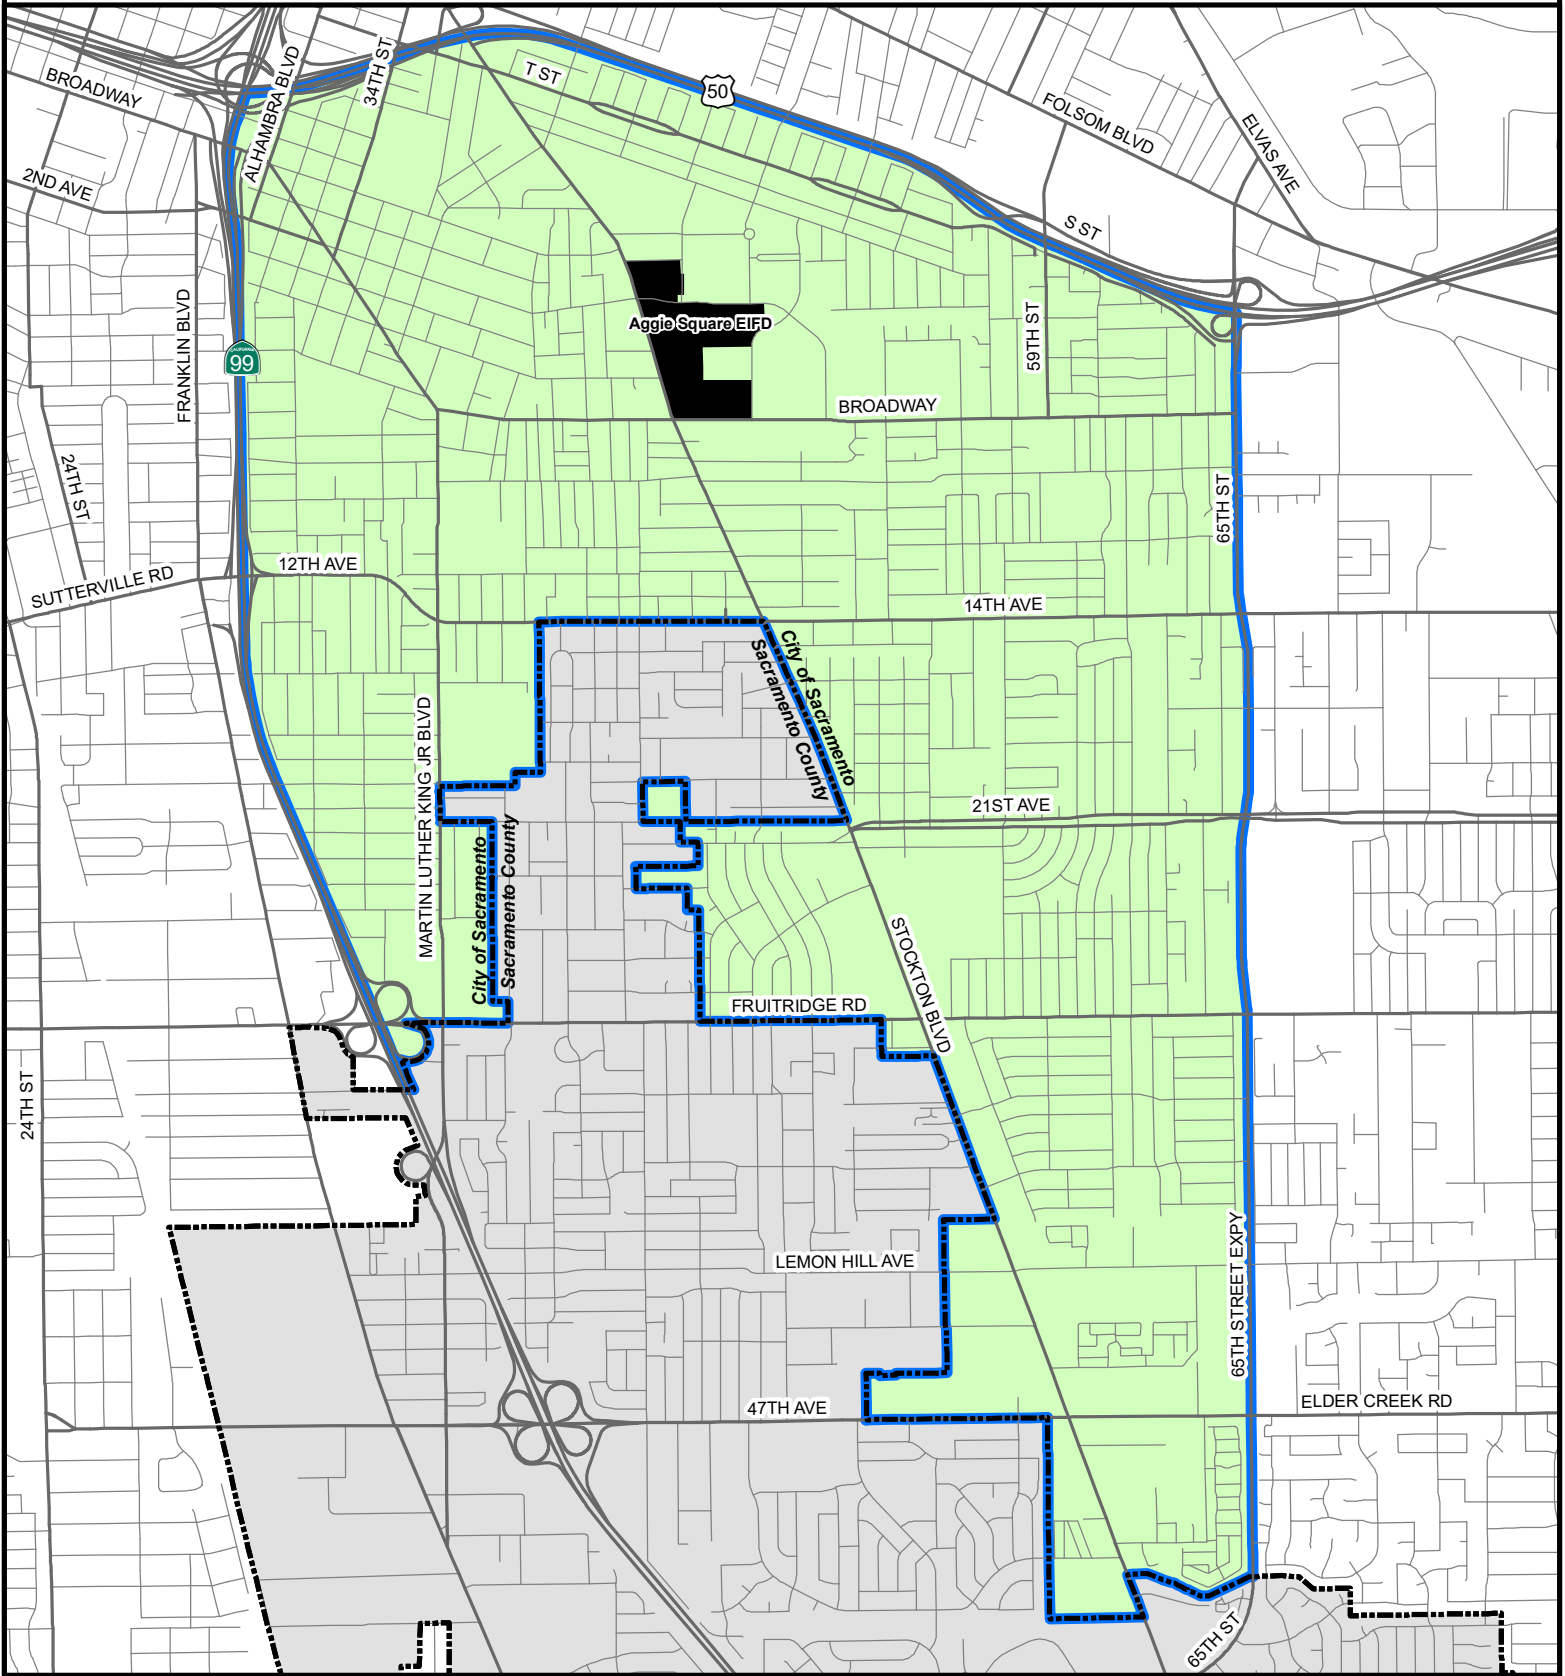 BROADWAY
ALHAMBRA BLVD
34TH ST
T ST
50
FOLSOM BLVD
ELVAS AVE
2ND AVE
S ST
FRANKLIN BLVD
CALIFORNIA
99
Aggie Square EIFD
59TH ST
BROADWAY
24TH ST
65TH ST
12TH AVE
SUTTERVILLE RD
14TH AVE
City of Sacramento
Sacramento County
MARTIN LUTHER KING JR BLVD
21ST AVE
City of Sacramento
Sacramento County
STOCKTON BLVD
FRUITRIDGE RD
24TH ST
LEMON HILL AVE
65TH STREET EXPY
47TH AVE
ELDER CREEK RD
65TH ST